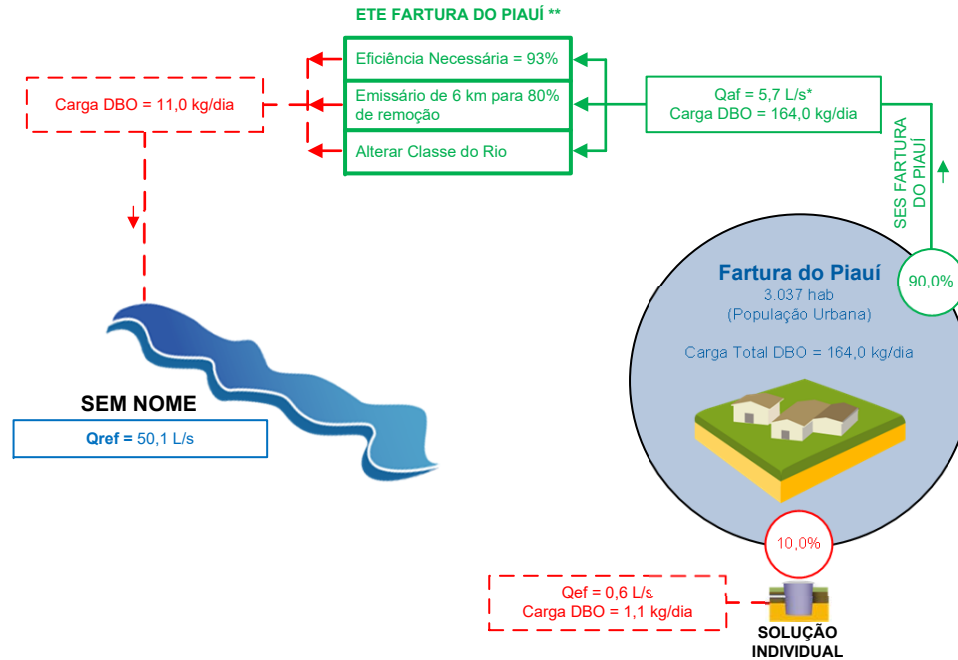 ETE FARTURA DO PIAUÍ **
Eficiência Necessária = 93%
Emissário de 6 km para 80%
de remoção
Alterar Classe do Rio
Carga DBO = 11,0 kg/dia
Qaf = 5,7 L/s*
Carga DBO = 164,0 kg/dia
SES FARTURA
DO PIAUÍ
90,0%
Fartura do Piauí
3.037 hab
(População Urbana)
Carga Total DBO = 164,0 kg/dia
SEM NOME
Qref = 50,1 L/s
10,0%
Qef = 0,6 L/s
Carga DBO = 1,1 kg/dia
SOLUÇÃO
INDIVIDUAL